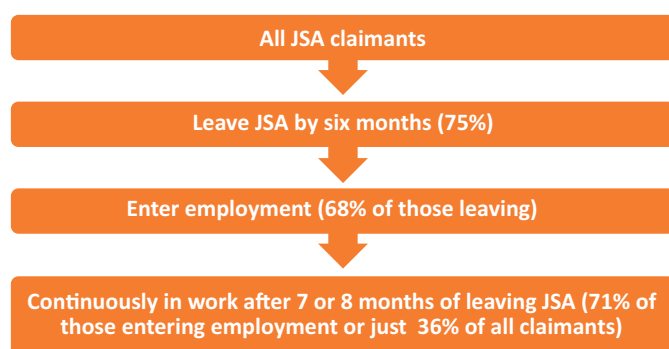 All JSA claimants
Leave JSA by six months (75%)
Enter employment (68% of those leaving)
Continuously in work after 7 or 8 months of leaving JSA (71% of
those entering employment or just  36% of all claimants)